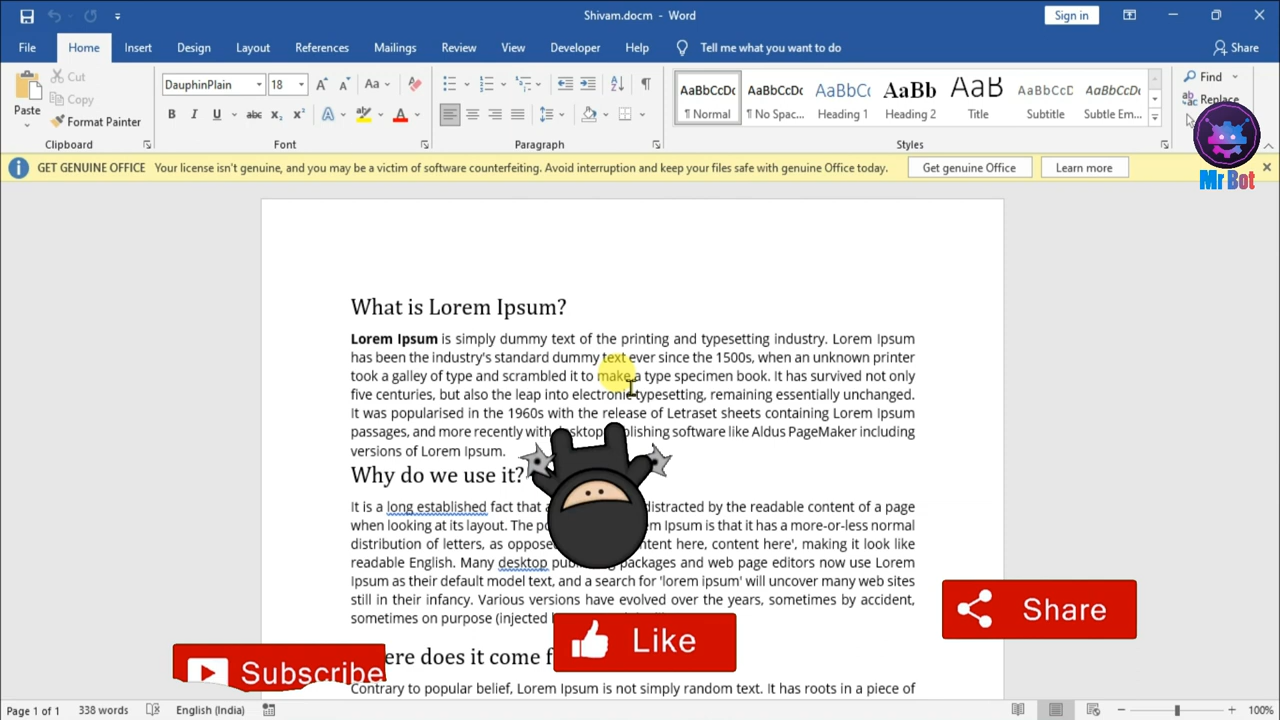 Shivam.docm - Word
Sign in
File Home Insert Design Layout References Mailings Review View Developer Help Tell me what you want to do Share
Paste
Cut
Copy
Format Painter
Clipboard
DauphinPlain 18
Aa
B I U abc x₂ x² A A
Font
Paragraph
AaBbCcDc AaBbCcDc AaBbCc AaBb AaB AaBbCcD AaBbCcDc
¶ Normal ¶ No Spac... Heading 1 Heading 2 Title Subtitle Subtle Em...
Styles
Find
Replace
Mr Bot
GET GENUINE OFFICE Your license isn't genuine, and you may be a victim of software counterfeiting. Avoid interruption and keep your files safe with genuine Office today. Get genuine Office Learn more
What is Lorem Ipsum?
Lorem Ipsum is simply dummy text of the printing and typesetting industry. Lorem Ipsum
has been the industry's standard dummy text ever since the 1500s, when an unknown printer
took a galley of type and scrambled it to make a type specimen book. It has survived not only
five centuries, but also the leap into electronic typesetting, remaining essentially unchanged.
It was popularised in the 1960s with the release of Letraset sheets containing Lorem Ipsum
passages, and more recently with desktop publishing software like Aldus PageMaker including
versions of Lorem Ipsum.
Why do we use it?
It is a long established fact that a distracted by the readable content of a page
when looking at its layout. The Ipsum is that it has a more-or-less normal
distribution of letters, as content here, content here', making it look like
readable English. Many desktop packages and web page editors now use Lorem
Ipsum as their default model text, and a search for 'lorem ipsum' will uncover many web sites
still in their infancy. Various versions have evolved over the years, sometimes by accident,
sometimes on purpose (injected
Share
Like
Subscribe
does it come
Contrary to popular belief, Lorem Ipsum is not simply random text. It has roots in a piece of
Page 1 of 1 338 words English (India) 100%